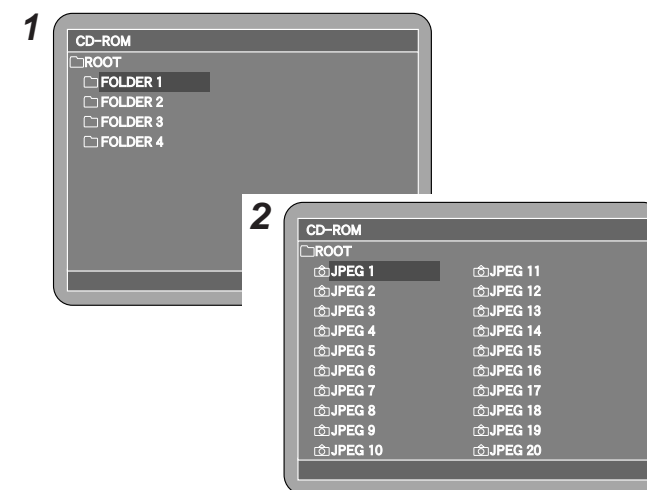 1
CD-ROM
ROOT
FOLDER 1
FOLDER 2
FOLDER 3
FOLDER 4
2
CD-ROM
ROOT
JPEG 1
JPEG 2
JPEG 3
JPEG 4
JPEG 5
JPEG 6
JPEG 7
JPEG 8
JPEG 9
JPEG 10
JPEG 11
JPEG 12
JPEG 13
JPEG 14
JPEG 15
JPEG 16
JPEG 17
JPEG 18
JPEG 19
JPEG 20